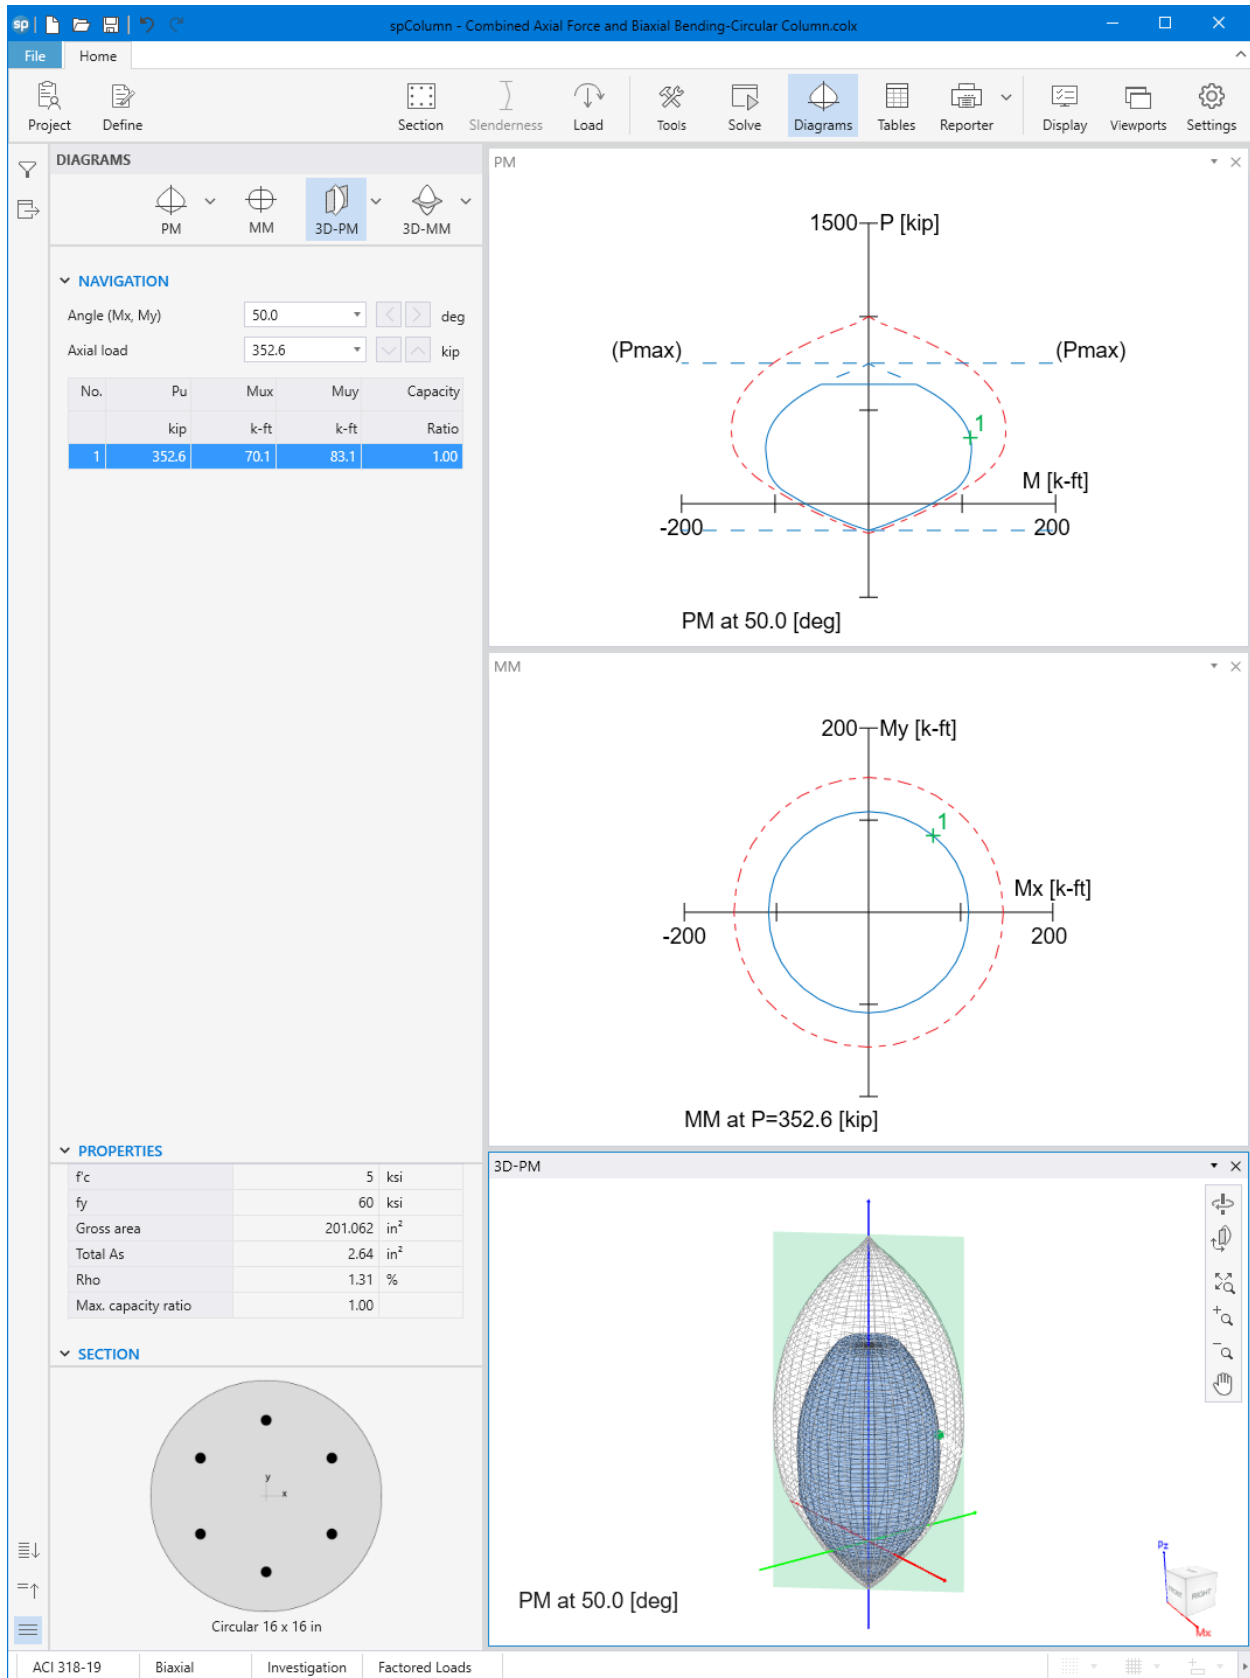 sp spColumn - Combined Axial Force and Biaxial Bending-Circular Column.colx
File Home
Project Define Section Slenderness Load Tools Solve Diagrams Tables Reporter Display Viewports Settings
DIAGRAMS
PM MM 3D-PM 3D-MM
NAVIGATION
Angle (Mx, My) 50.0 deg
Axial load 352.6 kip
No. Pu Mux Muy Capacity
kip k-ft k-ft Ratio
1 352.6 70.1 83.1 1.00
PROPERTIES
f'c 5 ksi
fy 60 ksi
Gross area 201.062 in²
Total As 2.64 in²
Rho 1.31 %
Max. capacity ratio 1.00
SECTION
y
x
Circular 16 x 16 in
PM
1500 P [kip]
(Pmax) (Pmax)
1
M [k-ft]
-200 200
PM at 50.0 [deg]
MM
200 My [k-ft]
1
Mx [k-ft]
-200 200
MM at P=352.6 [kip]
3D-PM
PM at 50.0 [deg]
Pz
FRONT RIGHT
Mx
ACI 318-19 Biaxial Investigation Factored Loads